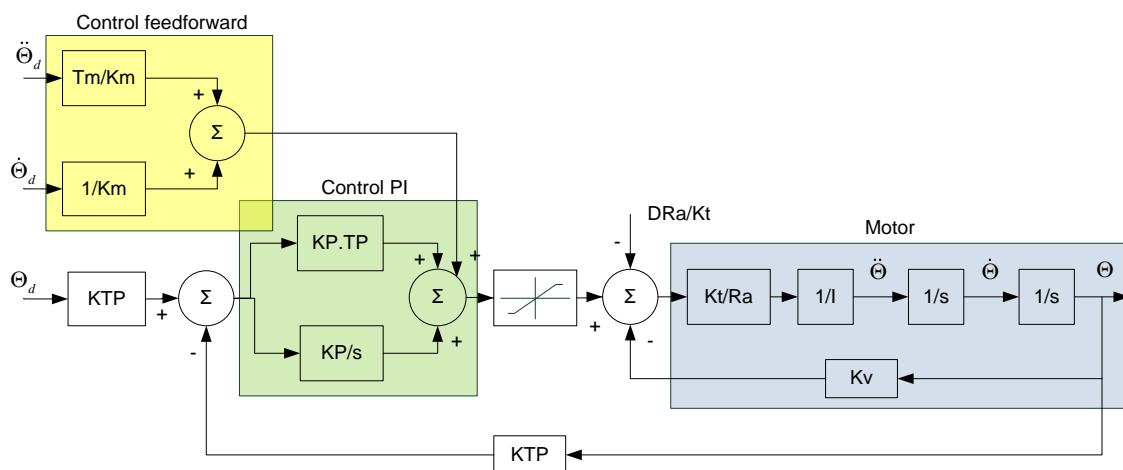 Control feedforward
Θ̈d
Tm/Km
+
Σ
+
Θ̇d
1/Km
Control PI
DRa/Kt
-
Motor
KP.TP
+
+
Θd
KTP
+
Σ
-
Σ
+
KP/s
+
Σ
-
Kt/Ra
1/I
Θ̈
1/s
Θ̇
1/s
Θ
Kv
KTP